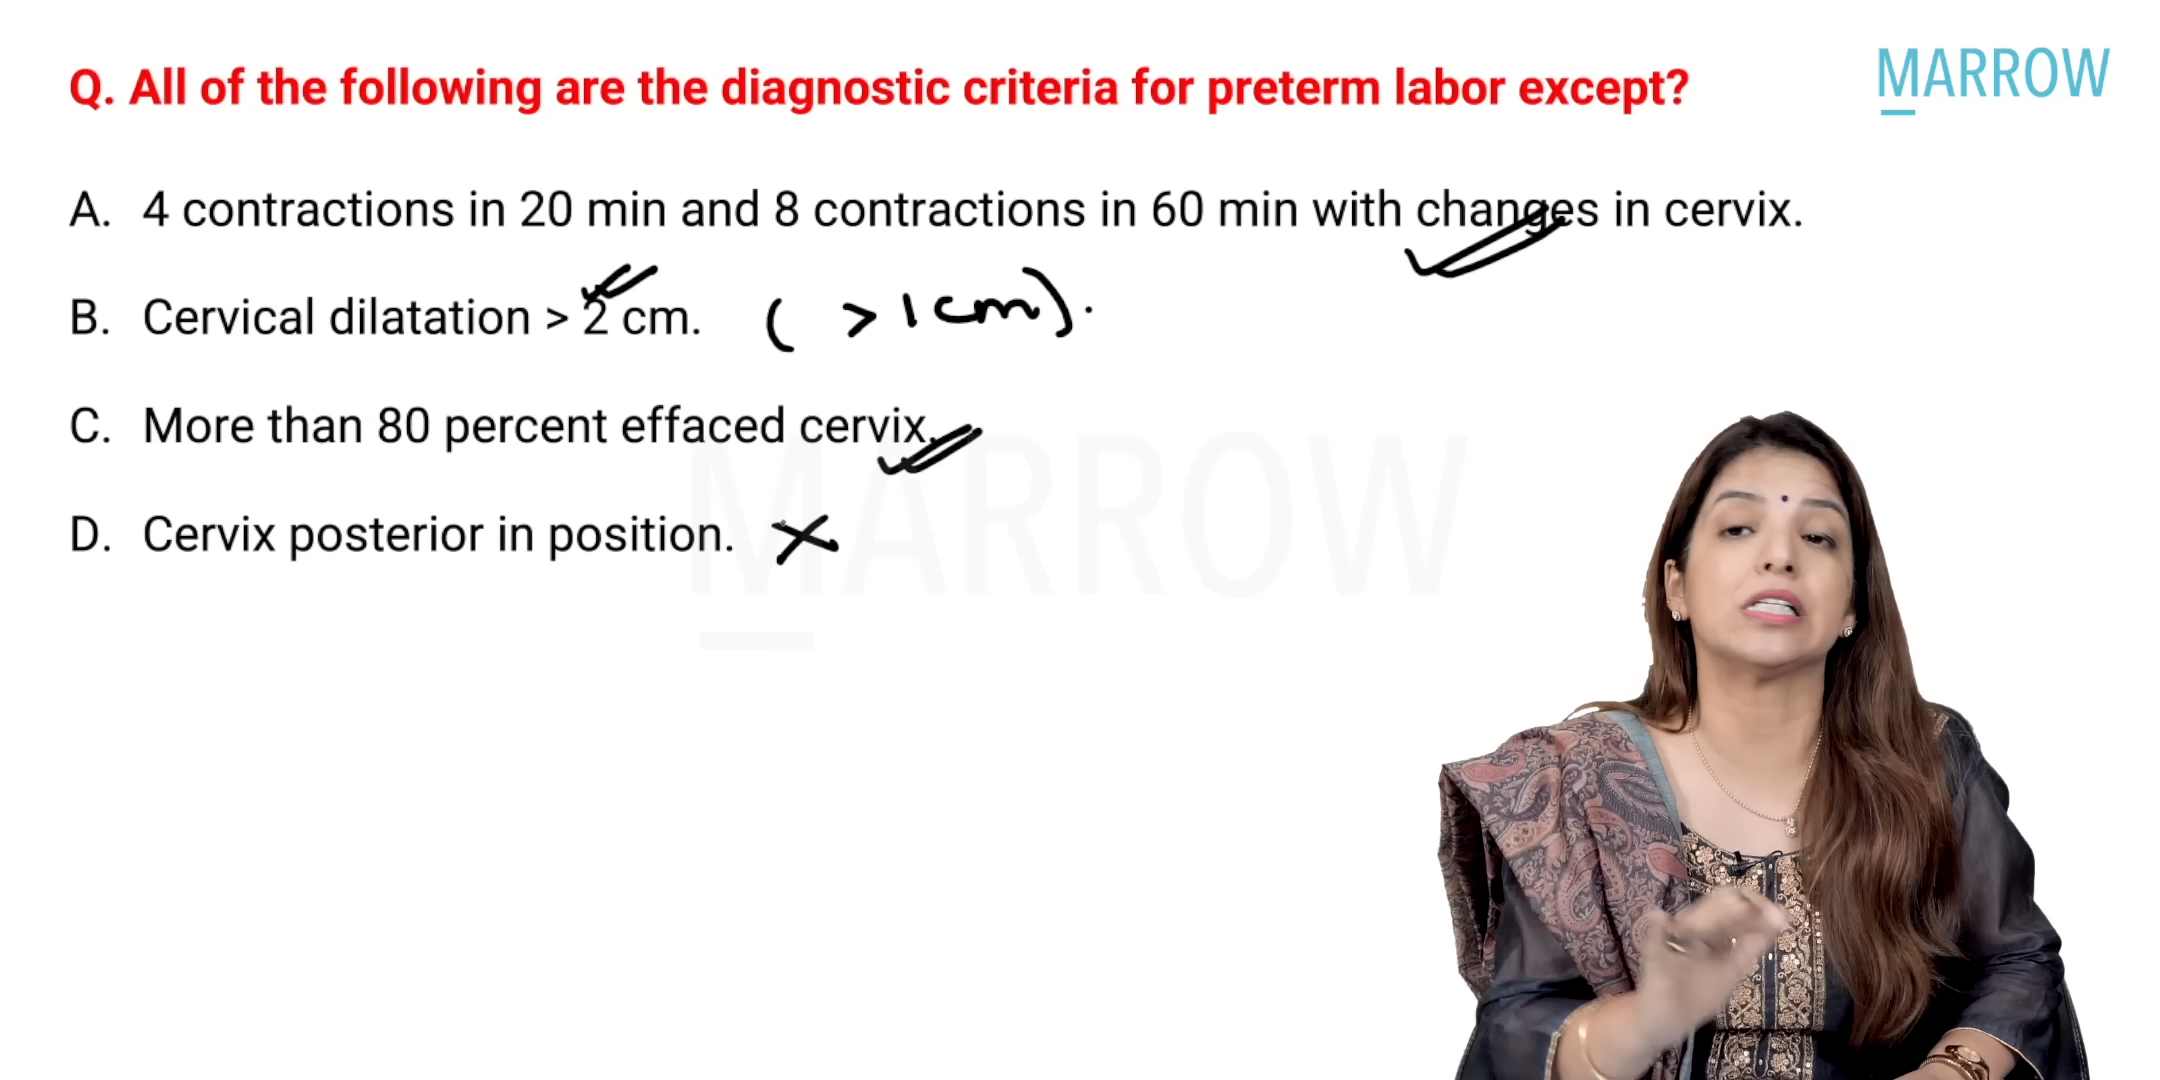 Q. All of the following are the diagnostic criteria for preterm labor except?
MARROW
A. 4 contractions in 20 min and 8 contractions in 60 min with changes in cervix.
B. Cervical dilatation > 2 cm. ( > 1 cm).
C. More than 80 percent effaced cervix.
D. Cervix posterior in position.
MARROW